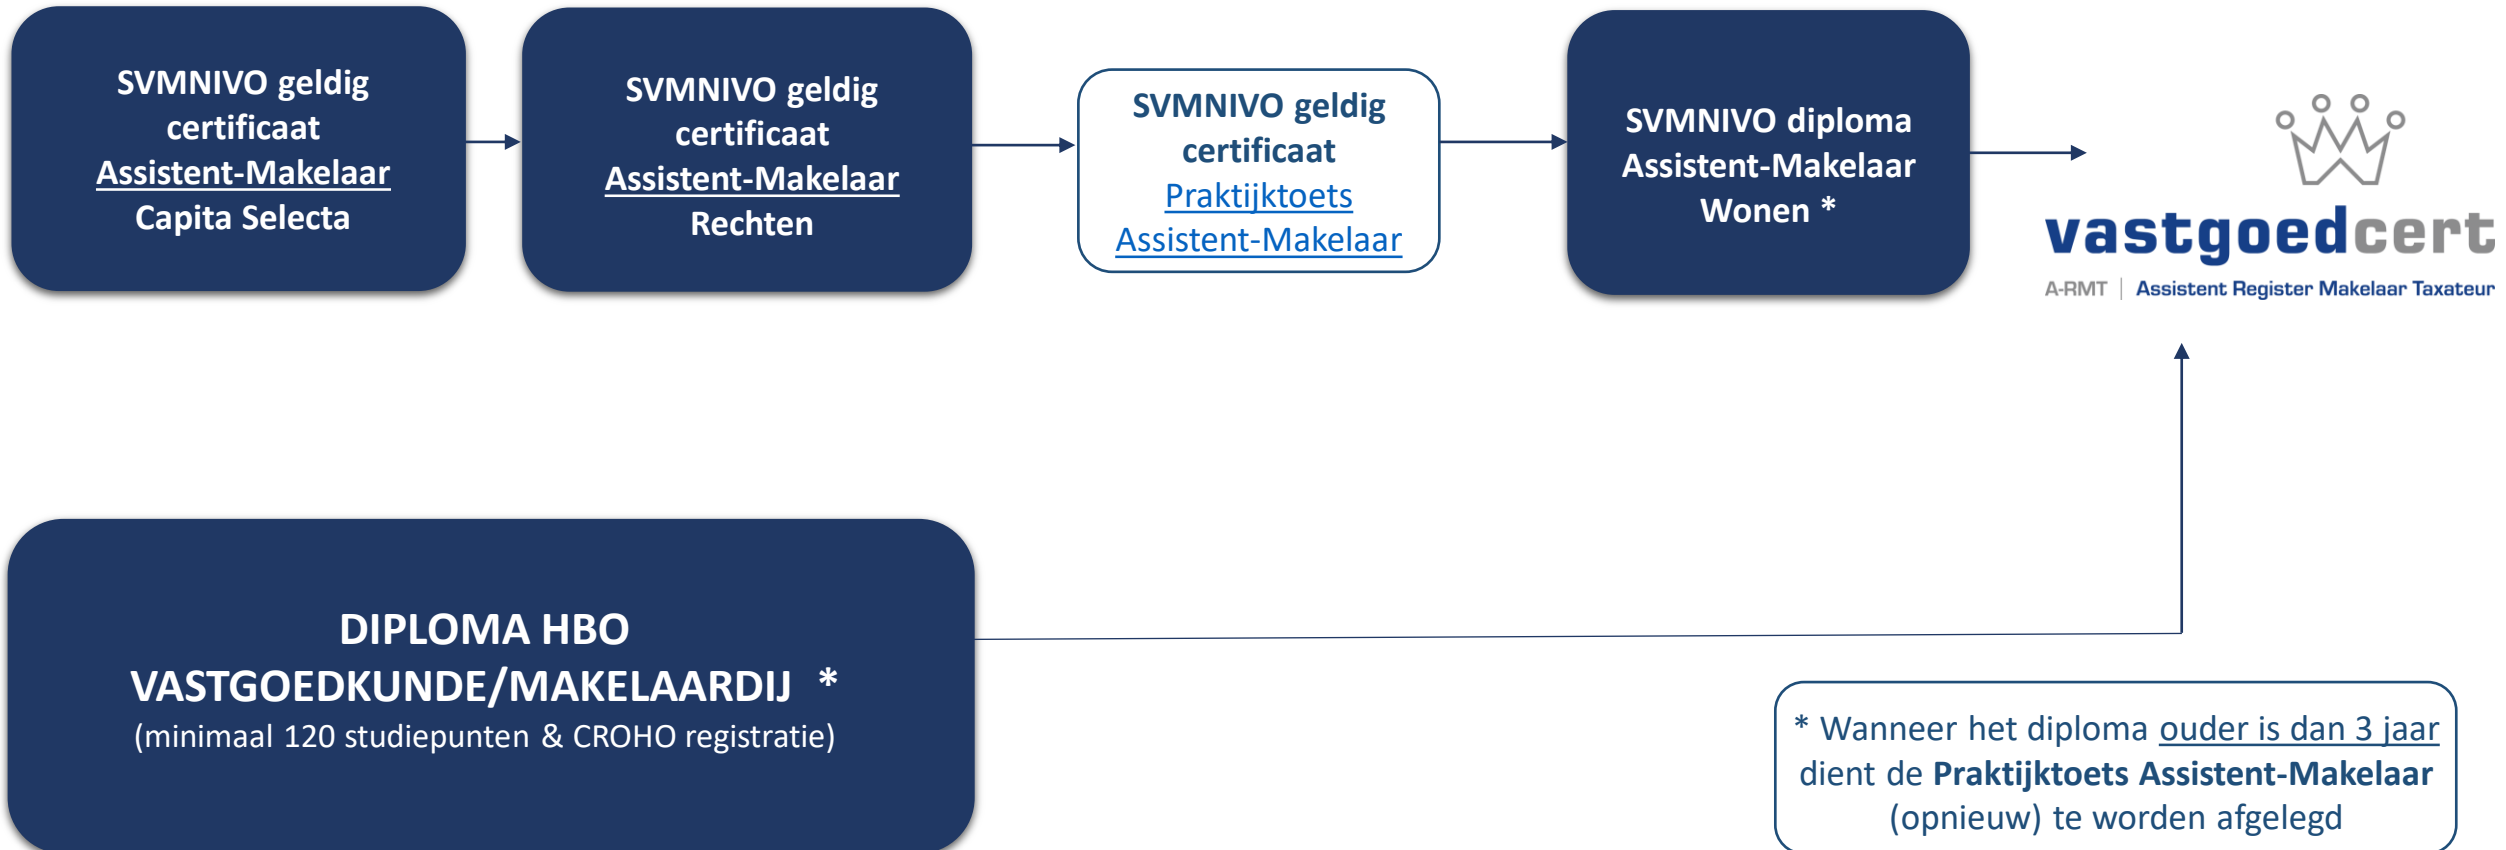 SVMNIVO geldig
certificaat
Assistent-Makelaar
Capita Selecta
SVMNIVO geldig
certificaat
Assistent-Makelaar
Rechten
SVMNIVO geldig
certificaat
Praktijktoets
Assistent-Makelaar
SVMNIVO diploma
Assistent-Makelaar
Wonen *
vastgoedcert
A-RMT | Assistent Register Makelaar Taxateur
DIPLOMA HBO
VASTGOEDKUNDE/MAKELAARDIJ *
(minimaal 120 studiepunten & CROHO registratie)
* Wanneer het diploma ouder is dan 3 jaar
dient de Praktijktoets Assistent-Makelaar
(opnieuw) te worden afgelegd